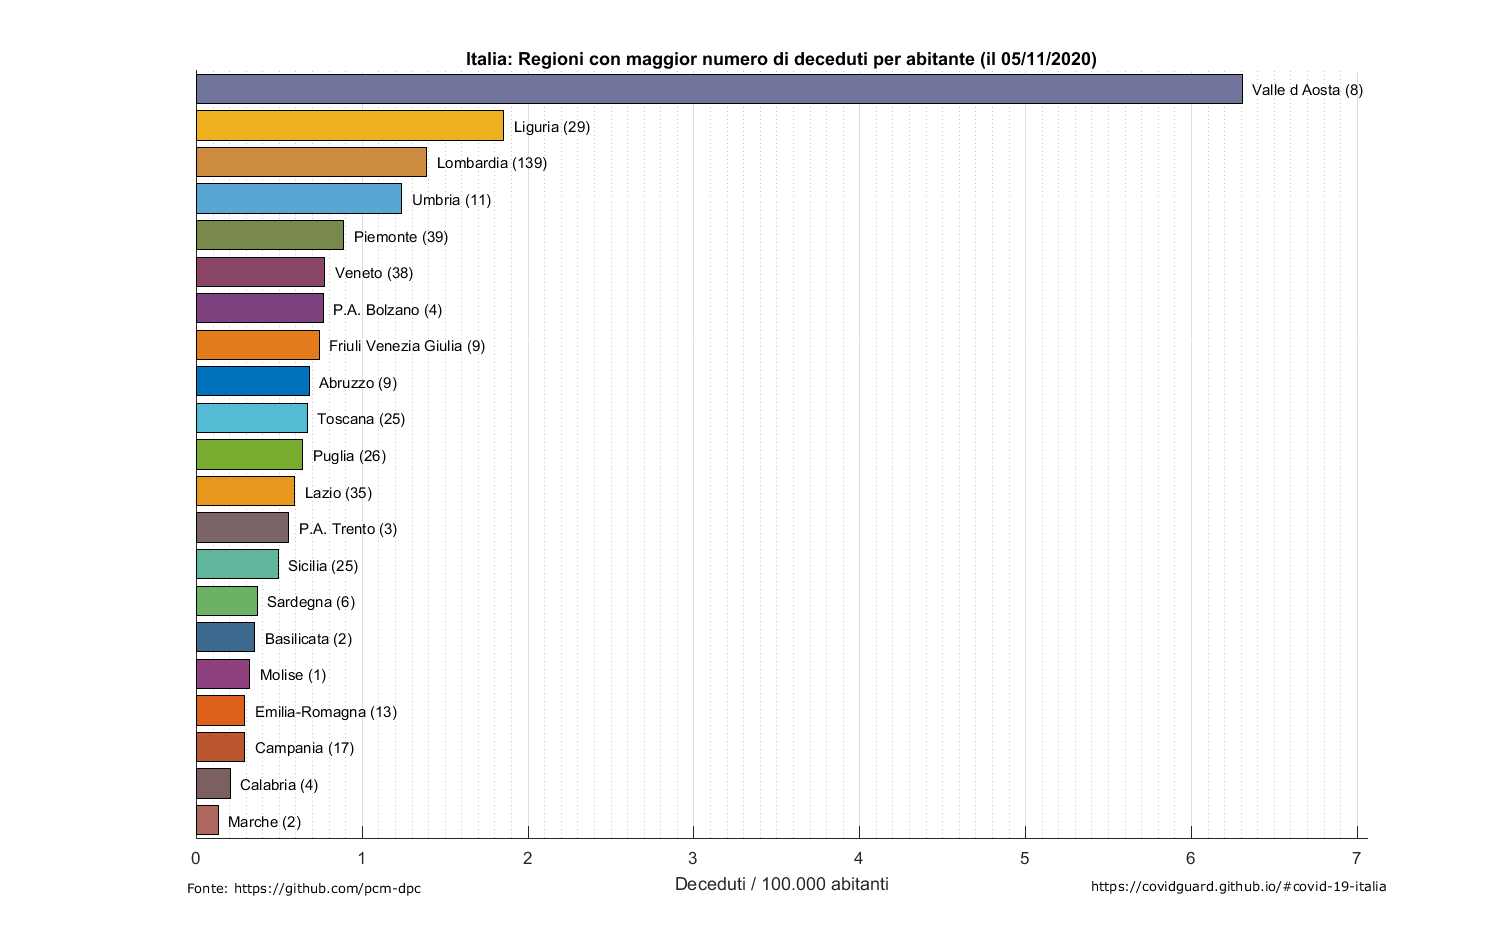 Italia: Regioni con maggior numero di deceduti per abitante (il 05/11/2020)
Valle d Aosta (8)
Liguria (29)
Lombardia (139)
Umbria (11)
Piemonte (39)
Veneto (38)
P.A. Bolzano (4)
Friuli Venezia Giulia (9)
Abruzzo (9)
Toscana (25)
Puglia (26)
Lazio (35)
P.A. Trento (3)
Sicilia (25)
Sardegna (6)
Basilicata (2)
Molise (1)
Emilia-Romagna (13)
Campania (17)
Calabria (4)
Marche (2)
0 1 2 3 4 5 6 7
Deceduti / 100.000 abitanti
Fonte: https://github.com/pcm-dpc
https://covidguard.github.io/#covid-19-italia